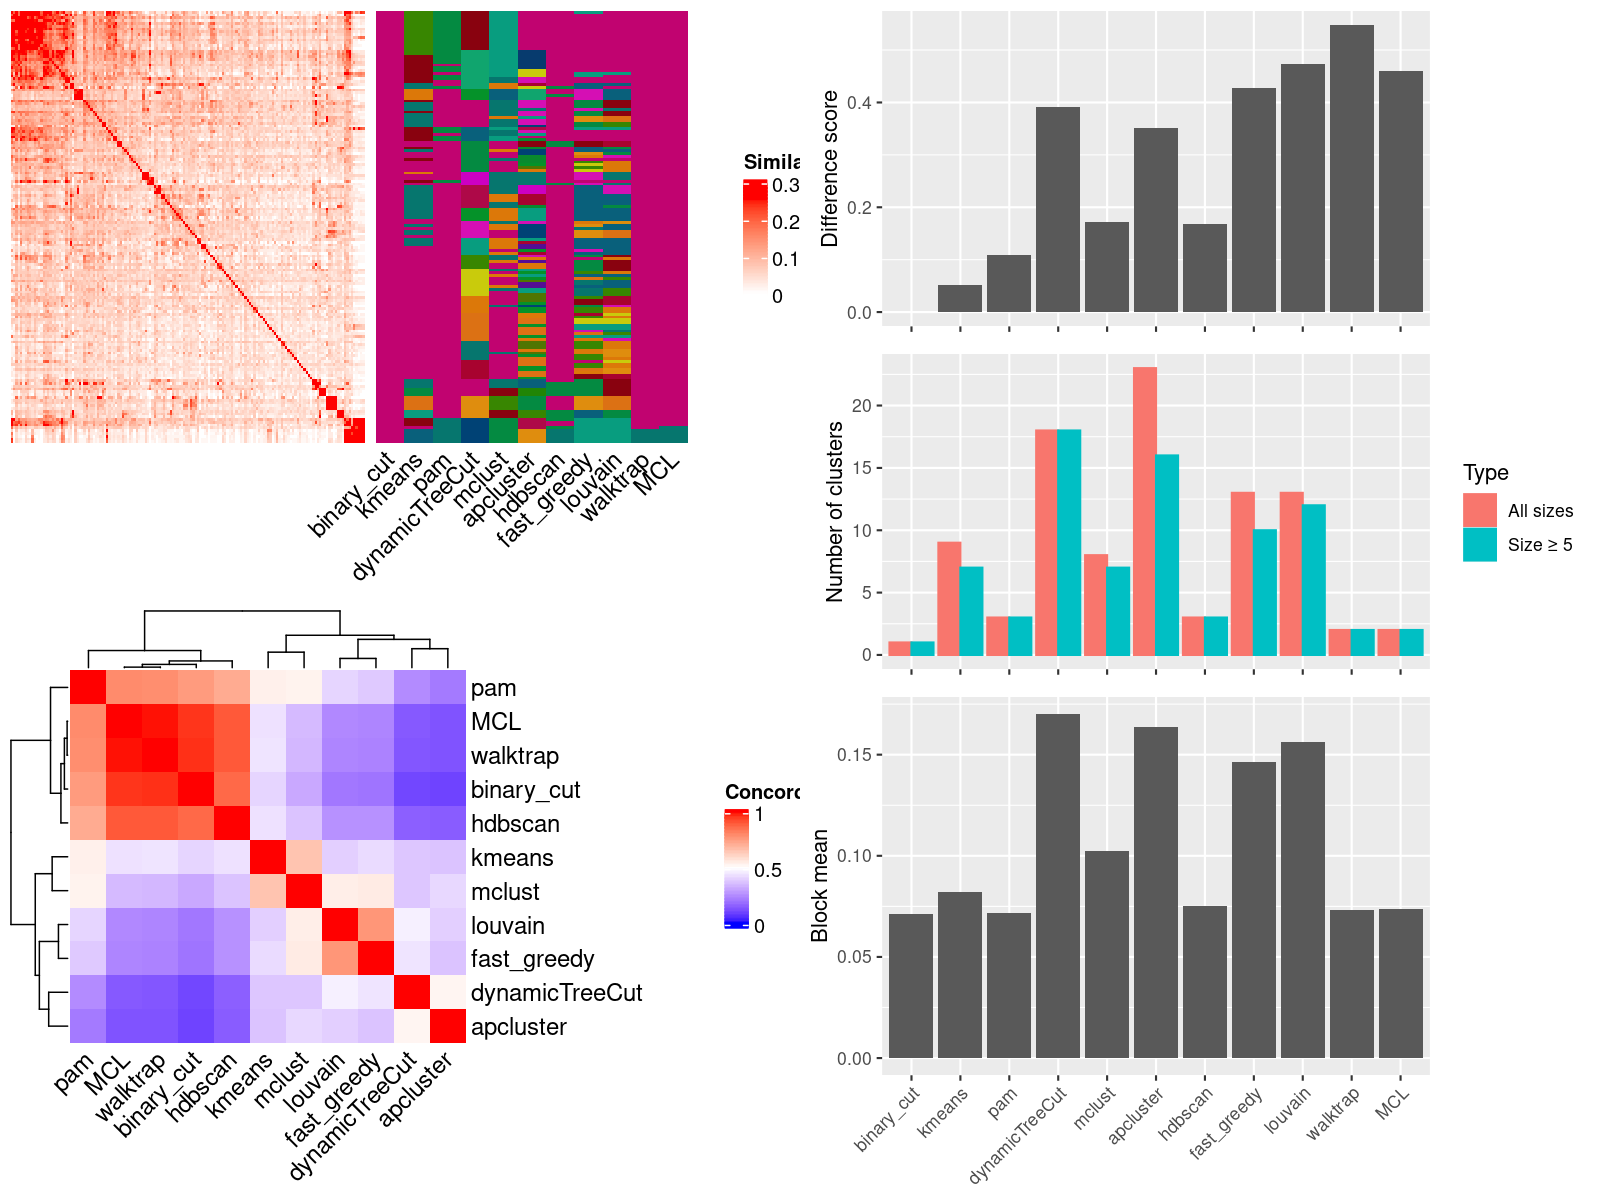 Simila
0.3
0.2
0.1
0
binary_cut
kmeans
pam
dynamicTreeCut
mclust
apcluster
hdbscan
fast_greedy
louvain
walktrap
MCL
pam
MCL
walktrap
binary_cut
hdbscan
kmeans
mclust
louvain
fast_greedy
dynamicTreeCut
apcluster
pam
MCL
walktrap
binary_cut
hdbscan
kmeans
mclust
louvain
fast_greedy
dynamicTreeCut
apcluster
Concord
1
0.5
0
Difference score
0.4
0.2
0.0
Number of clusters
20
15
10
5
0
Type
All sizes
Size ≥ 5
Block mean
0.15
0.10
0.05
0.00
binary_cut
kmeans
pam
dynamicTreeCut
mclust
apcluster
hdbscan
fast_greedy
louvain
walktrap
MCL